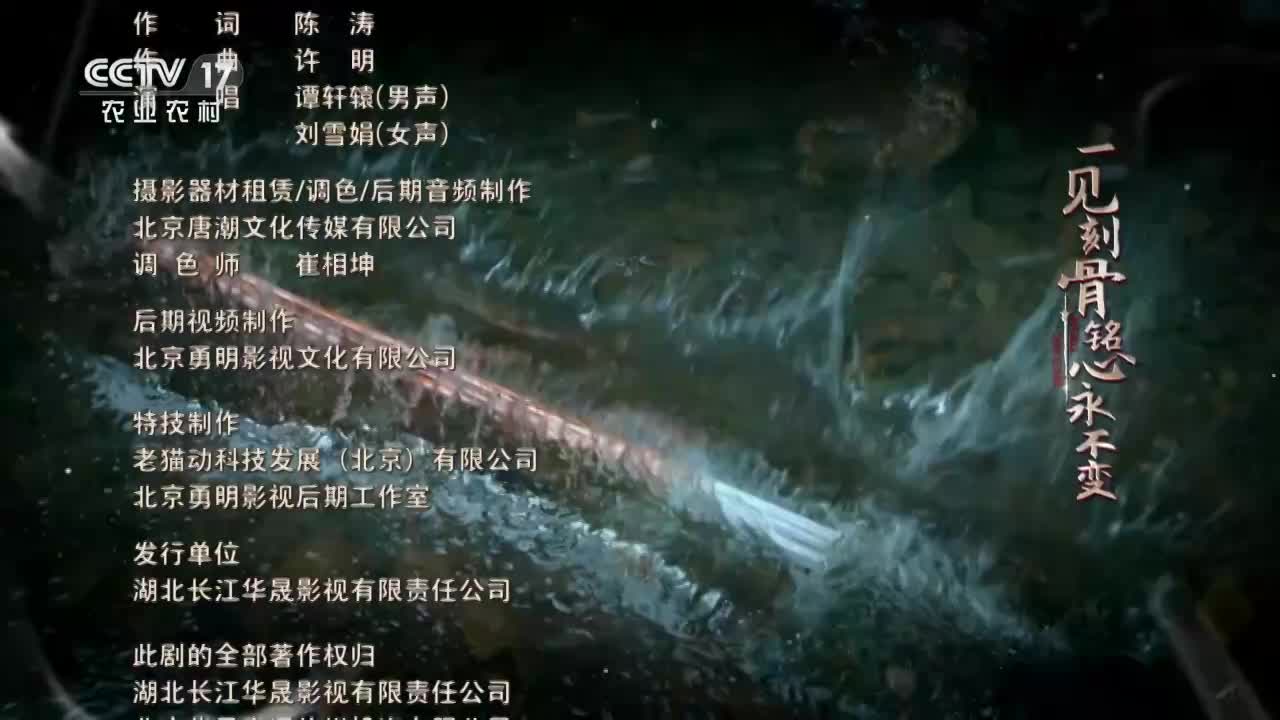 作 词 陈 涛
作 曲 许 明
演 唱 谭轩辕(男声)
刘雪娟(女声)
CCTV 17
农业农村
摄影器材租赁/调色/后期音频制作
北京唐潮文化传媒有限公司
调 色 师 崔相坤
后期视频制作
北京勇明影视文化有限公司
特技制作
老猫动科技发展（北京）有限公司
北京勇明影视后期工作室
发行单位
湖北长江华晟影视有限责任公司
此剧的全部著作权归
湖北长江华晟影视有限责任公司
一见刻骨铭心永不变